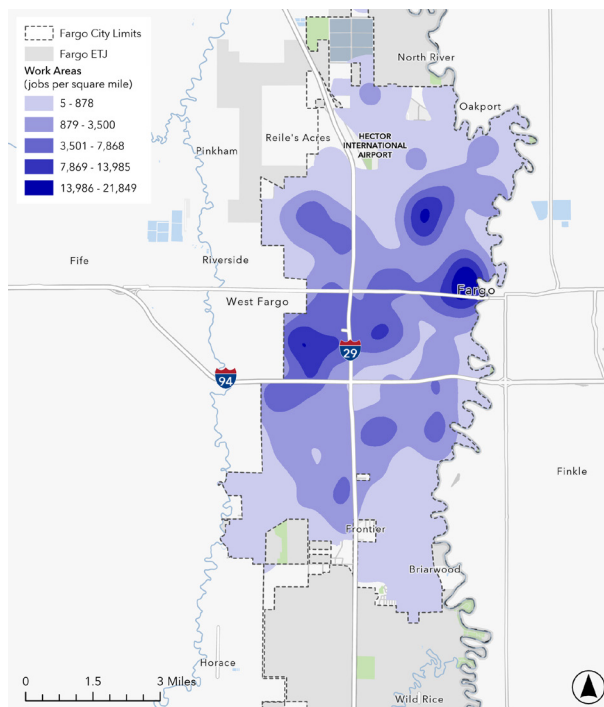 Fargo City Limits
Fargo ETJ
Work Areas
(jobs per square mile)
5 - 878
879 - 3,500
3,501 - 7,868
7,869 - 13,985
13,986 - 21,849
North River
Oakport
HECTOR
INTERNATIONAL
AIRPORT
Reile's Acres
Pinkham
Fife
Riverside
West Fargo
Fargo
29
94
Finkle
Frontier
Briarwood
Horace
Wild Rice
0 1.5 3 Miles